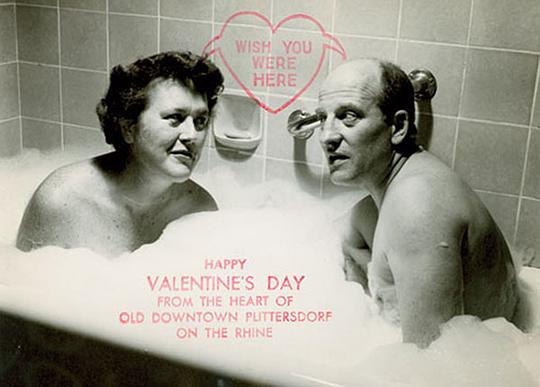 WISH YOU
WERE
HERE
HAPPY
VALENTINE'S DAY
FROM THE HEART OF
OLD DOWNTOWN PLITTERSDORF
ON THE RHINE